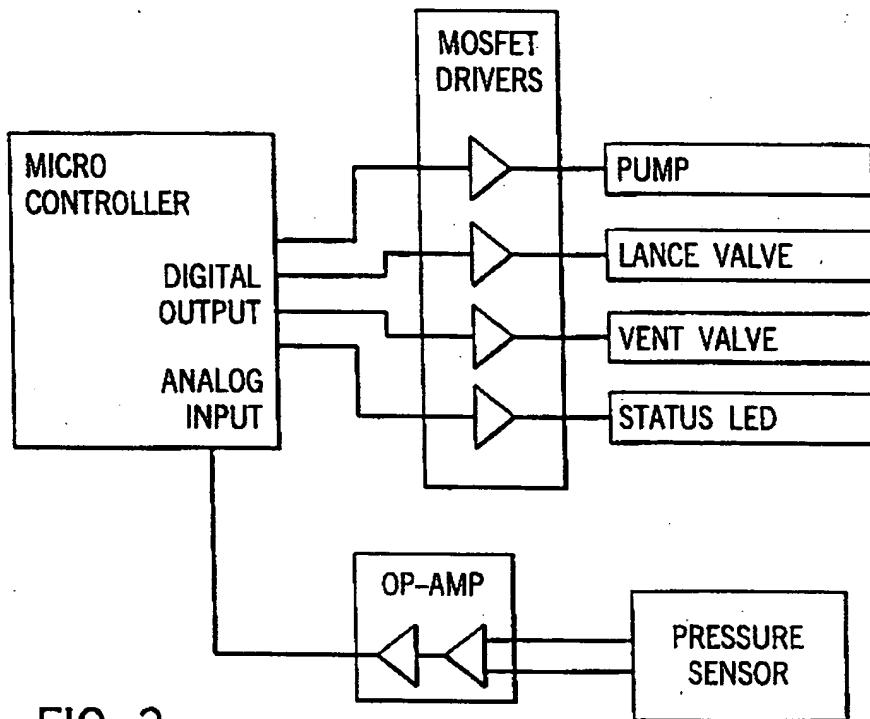 MOSFET
DRIVERS
MICRO
CONTROLLER
DIGITAL
OUTPUT
ANALOG
INPUT
PUMP
LANCE VALVE
VENT VALVE
STATUS LED
OP-AMP
PRESSURE
SENSOR